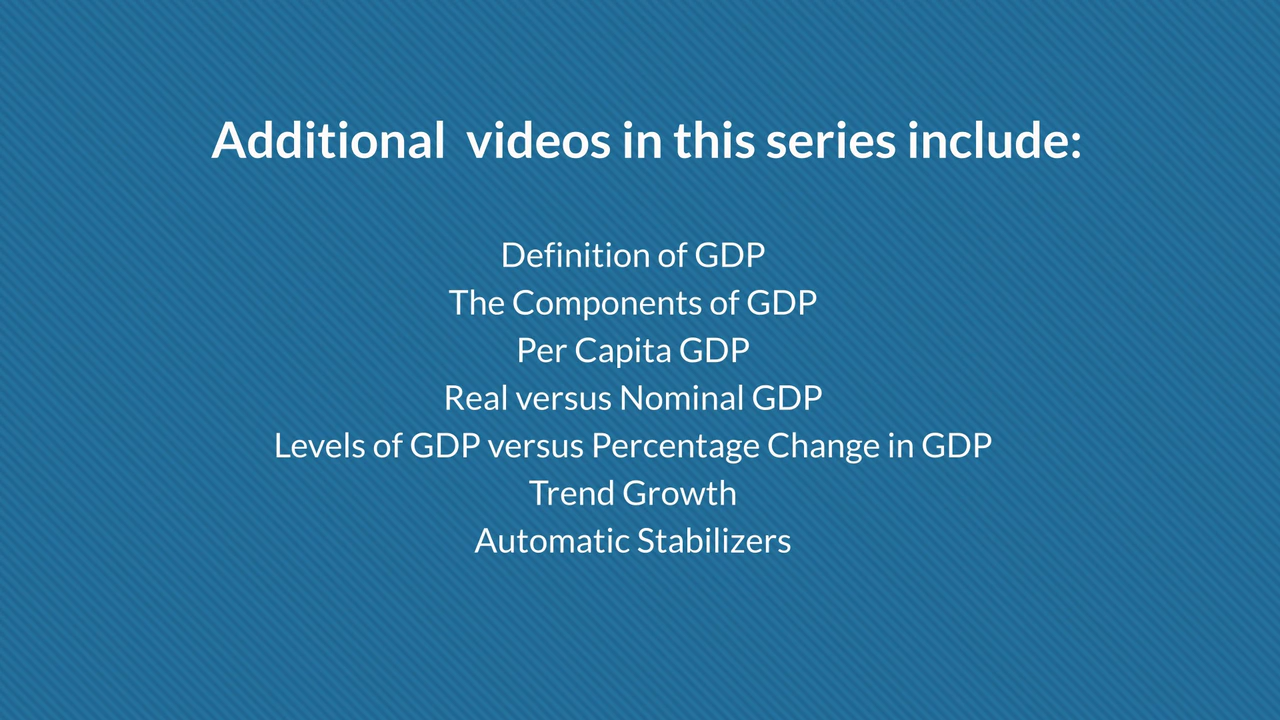 Additional  videos in this series include:
Definition of GDP
The Components of GDP
Per Capita GDP
Real versus Nominal GDP
Levels of GDP versus Percentage Change in GDP
Trend Growth
Automatic Stabilizers